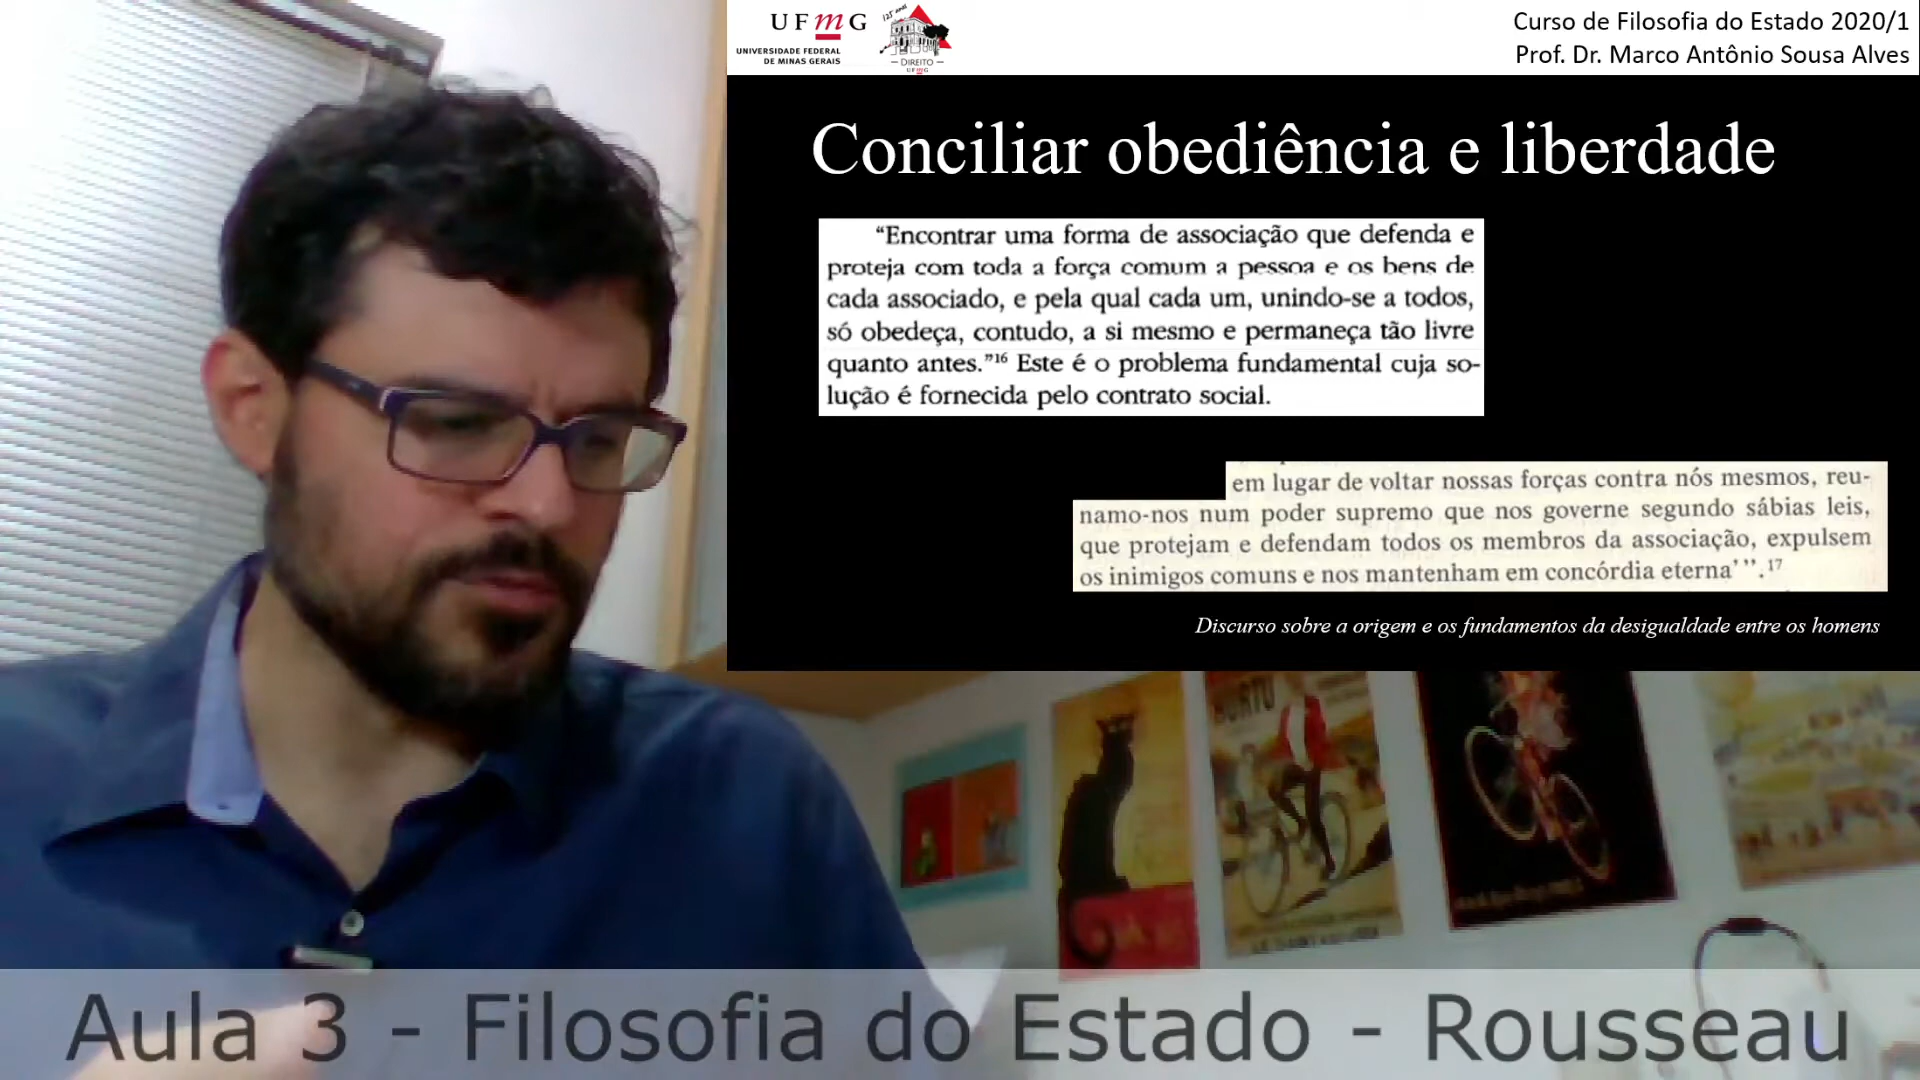 UFmG
UNIVERSIDADE FEDERAL
DE MINAS GERAIS
125 anos
— DIREITO —
UFmG
Curso de Filosofia do Estado 2020/1
Prof. Dr. Marco Antônio Sousa Alves
Conciliar obediência e liberdade
“Encontrar uma forma de associação que defenda e
proteja com toda a força comum a pessoa e os bens de
cada associado, e pela qual cada um, unindo-se a todos,
só obedeça, contudo, a si mesmo e permaneça tão livre
quanto antes.”16 Este é o problema fundamental cuja so-
lução é fornecida pelo contrato social.
em lugar de voltar nossas forças contra nós mesmos, reu-
namo-nos num poder supremo que nos governe segundo sábias leis,
que protejam e defendam todos os membros da associação, expulsem
os inimigos comuns e nos mantenham em concórdia eterna’”.17
Discurso sobre a origem e os fundamentos da desigualdade entre os homens
Aula 3 - Filosofia do Estado - Rousseau